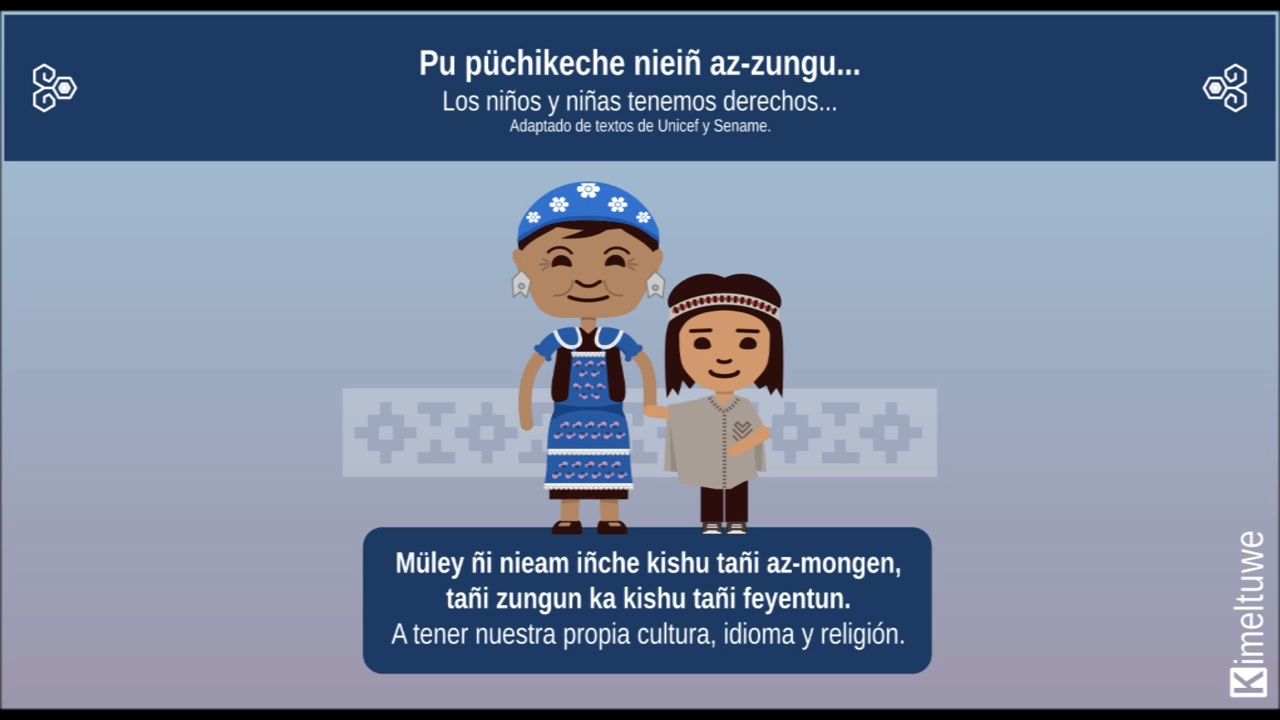 Pu püchikeche nieiñ az-zungu...
Los niños y niñas tenemos derechos...
Adaptado de textos de Unicef y Sename.
Müley ñi nieam iñche kishu tañi az-mongen,
tañi zungun ka kishu tañi feyentun.
A tener nuestra propia cultura, idioma y religión.
Kimeltuwe